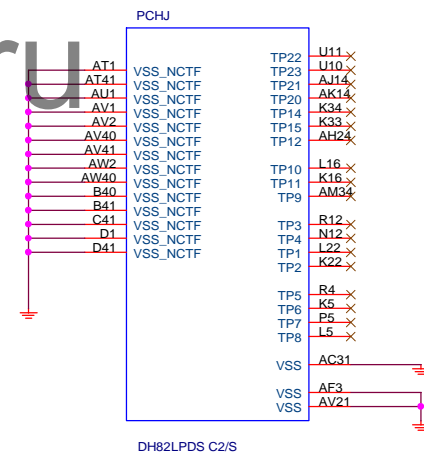 PCHJ
ru
AT1 VSS_NCTF TP22 U11
AT41 VSS_NCTF TP23 U10
AU1 VSS_NCTF TP21 AJ14
AV1 VSS_NCTF TP20 AK14
AV2 VSS_NCTF TP14 K34
AV40 VSS_NCTF TP15 K33
AV41 VSS_NCTF TP12 AH24
AW2 VSS_NCTF TP10 L16
AW40 VSS_NCTF TP11 K16
B40 VSS_NCTF TP9 AM34
B41 VSS_NCTF
C41 VSS_NCTF TP3 R12
D1 VSS_NCTF TP4 N12
D41 VSS_NCTF TP1 L22
TP2 K22
TP5 R4
TP6 K5
TP7 P5
TP8 L5
VSS AC31
VSS AF3
VSS AV21
DH82LPDS C2/S